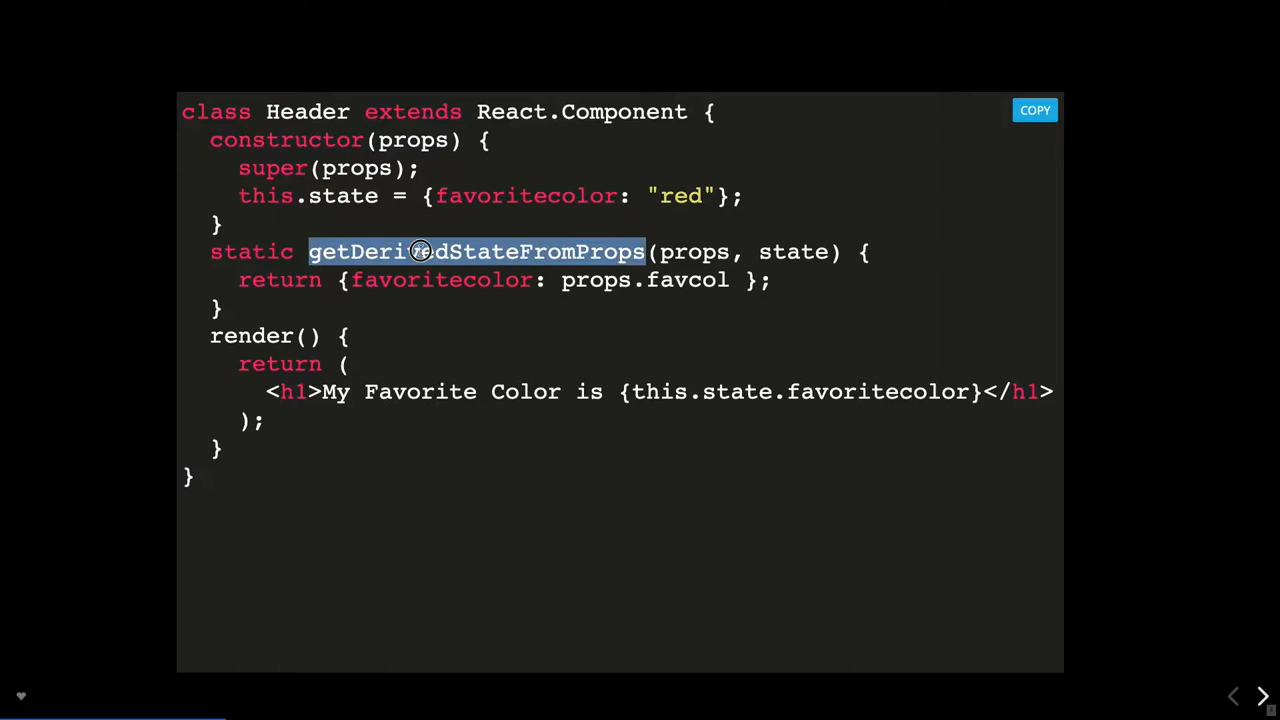 class Header extends React.Component {
COPY
  constructor(props) {
    super(props);
    this.state = {favoritecolor: "red"};
  }
  static getDerivedStateFromProps(props, state) {
    return {favoritecolor: props.favcol };
  }
  render() {
    return (
      <h1>My Favorite Color is {this.state.favoritecolor}</h1>
    );
  }
}